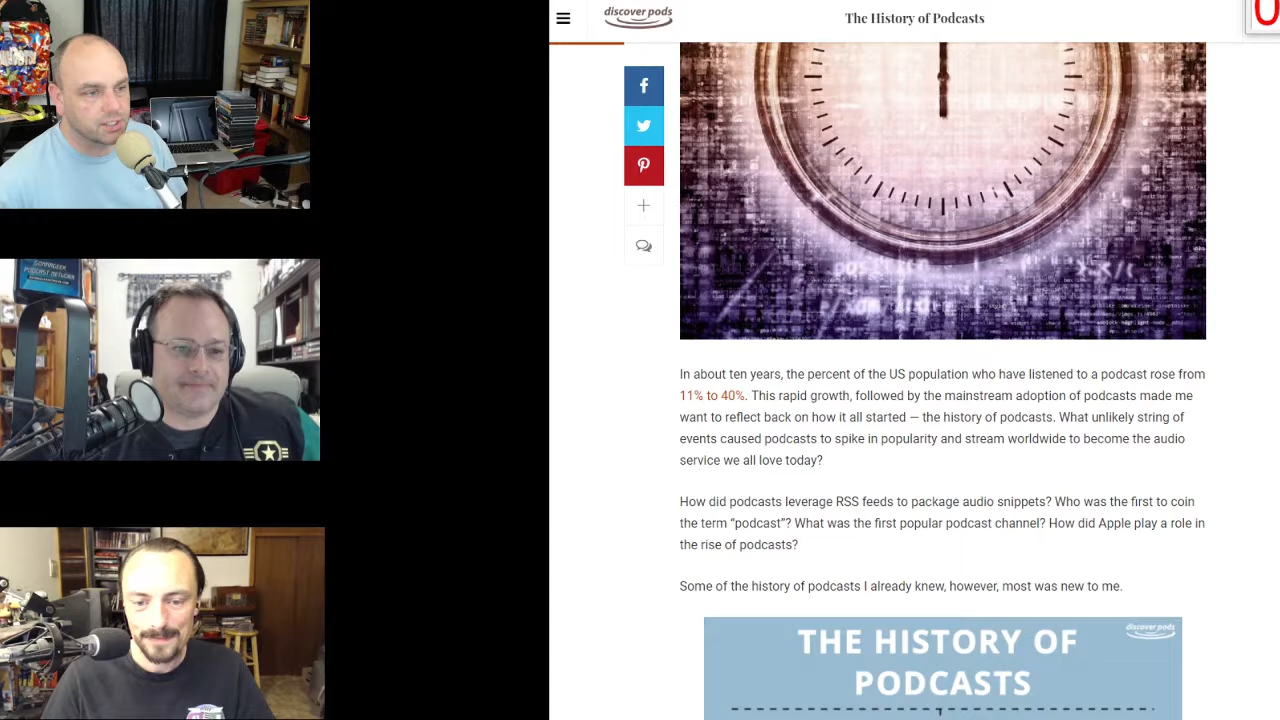 discover pods
The History of Podcasts
GONNAGEEK
PODCAST NETWORK
In about ten years, the percent of the US population who have listened to a podcast rose from
11% to 40%. This rapid growth, followed by the mainstream adoption of podcasts made me
want to reflect back on how it all started — the history of podcasts. What unlikely string of
events caused podcasts to spike in popularity and stream worldwide to become the audio
service we all love today?
How did podcasts leverage RSS feeds to package audio snippets? Who was the first to coin
the term “podcast”? What was the first popular podcast channel? How did Apple play a role in
the rise of podcasts?
Some of the history of podcasts I already knew, however, most was new to me.
discover pods
THE HISTORY OF
PODCASTS